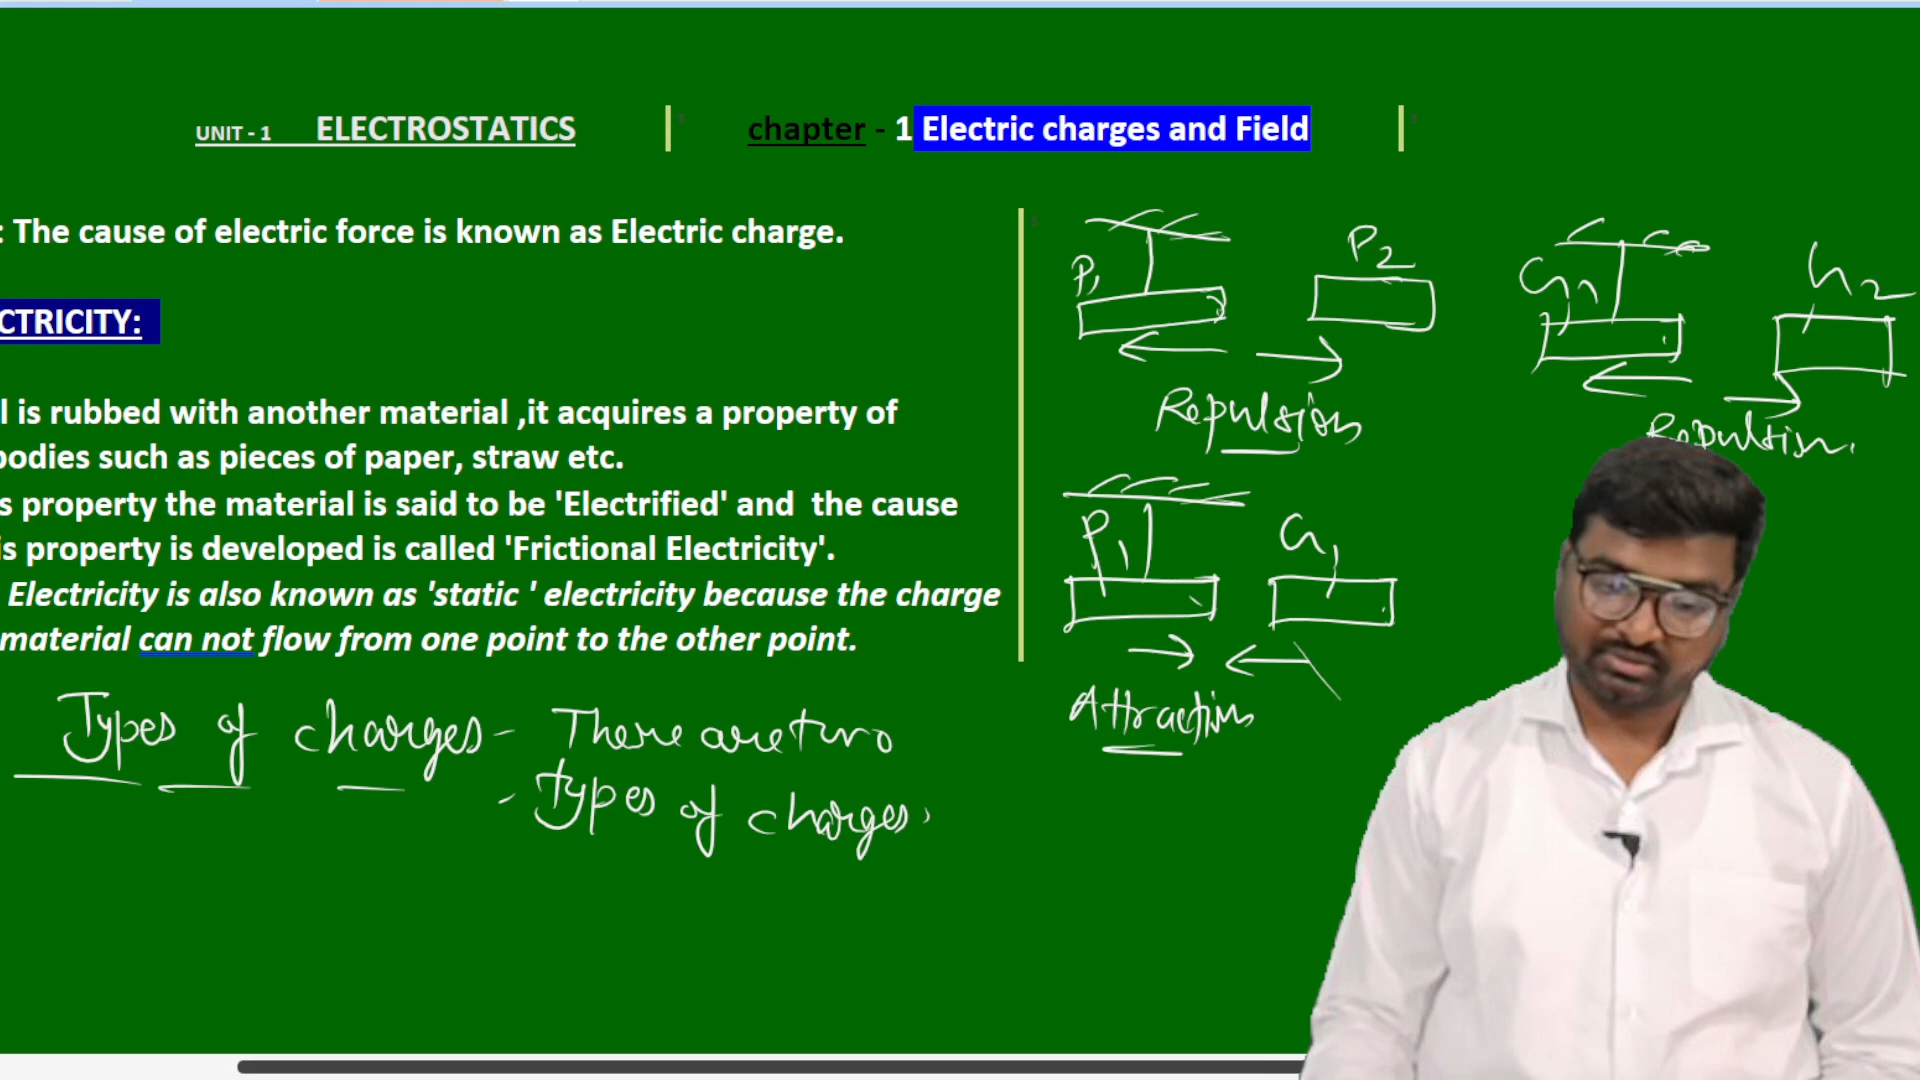 UNIT - 1 ELECTROSTATICS chapter - 1 Electric charges and Field
: The cause of electric force is known as Electric charge.
CTRICITY:
l is rubbed with another material ,it acquires a property of
bodies such as pieces of paper, straw etc.
s property the material is said to be 'Electrified' and the cause
is property is developed is called 'Frictional Electricity'.
Electricity is also known as 'static ' electricity because the charge
material can not flow from one point to the other point.
Types of charges - There are two
- types of charges.
P1 P2
Repulsion
G1 G2
Repulsion.
P1 G1
Attraction